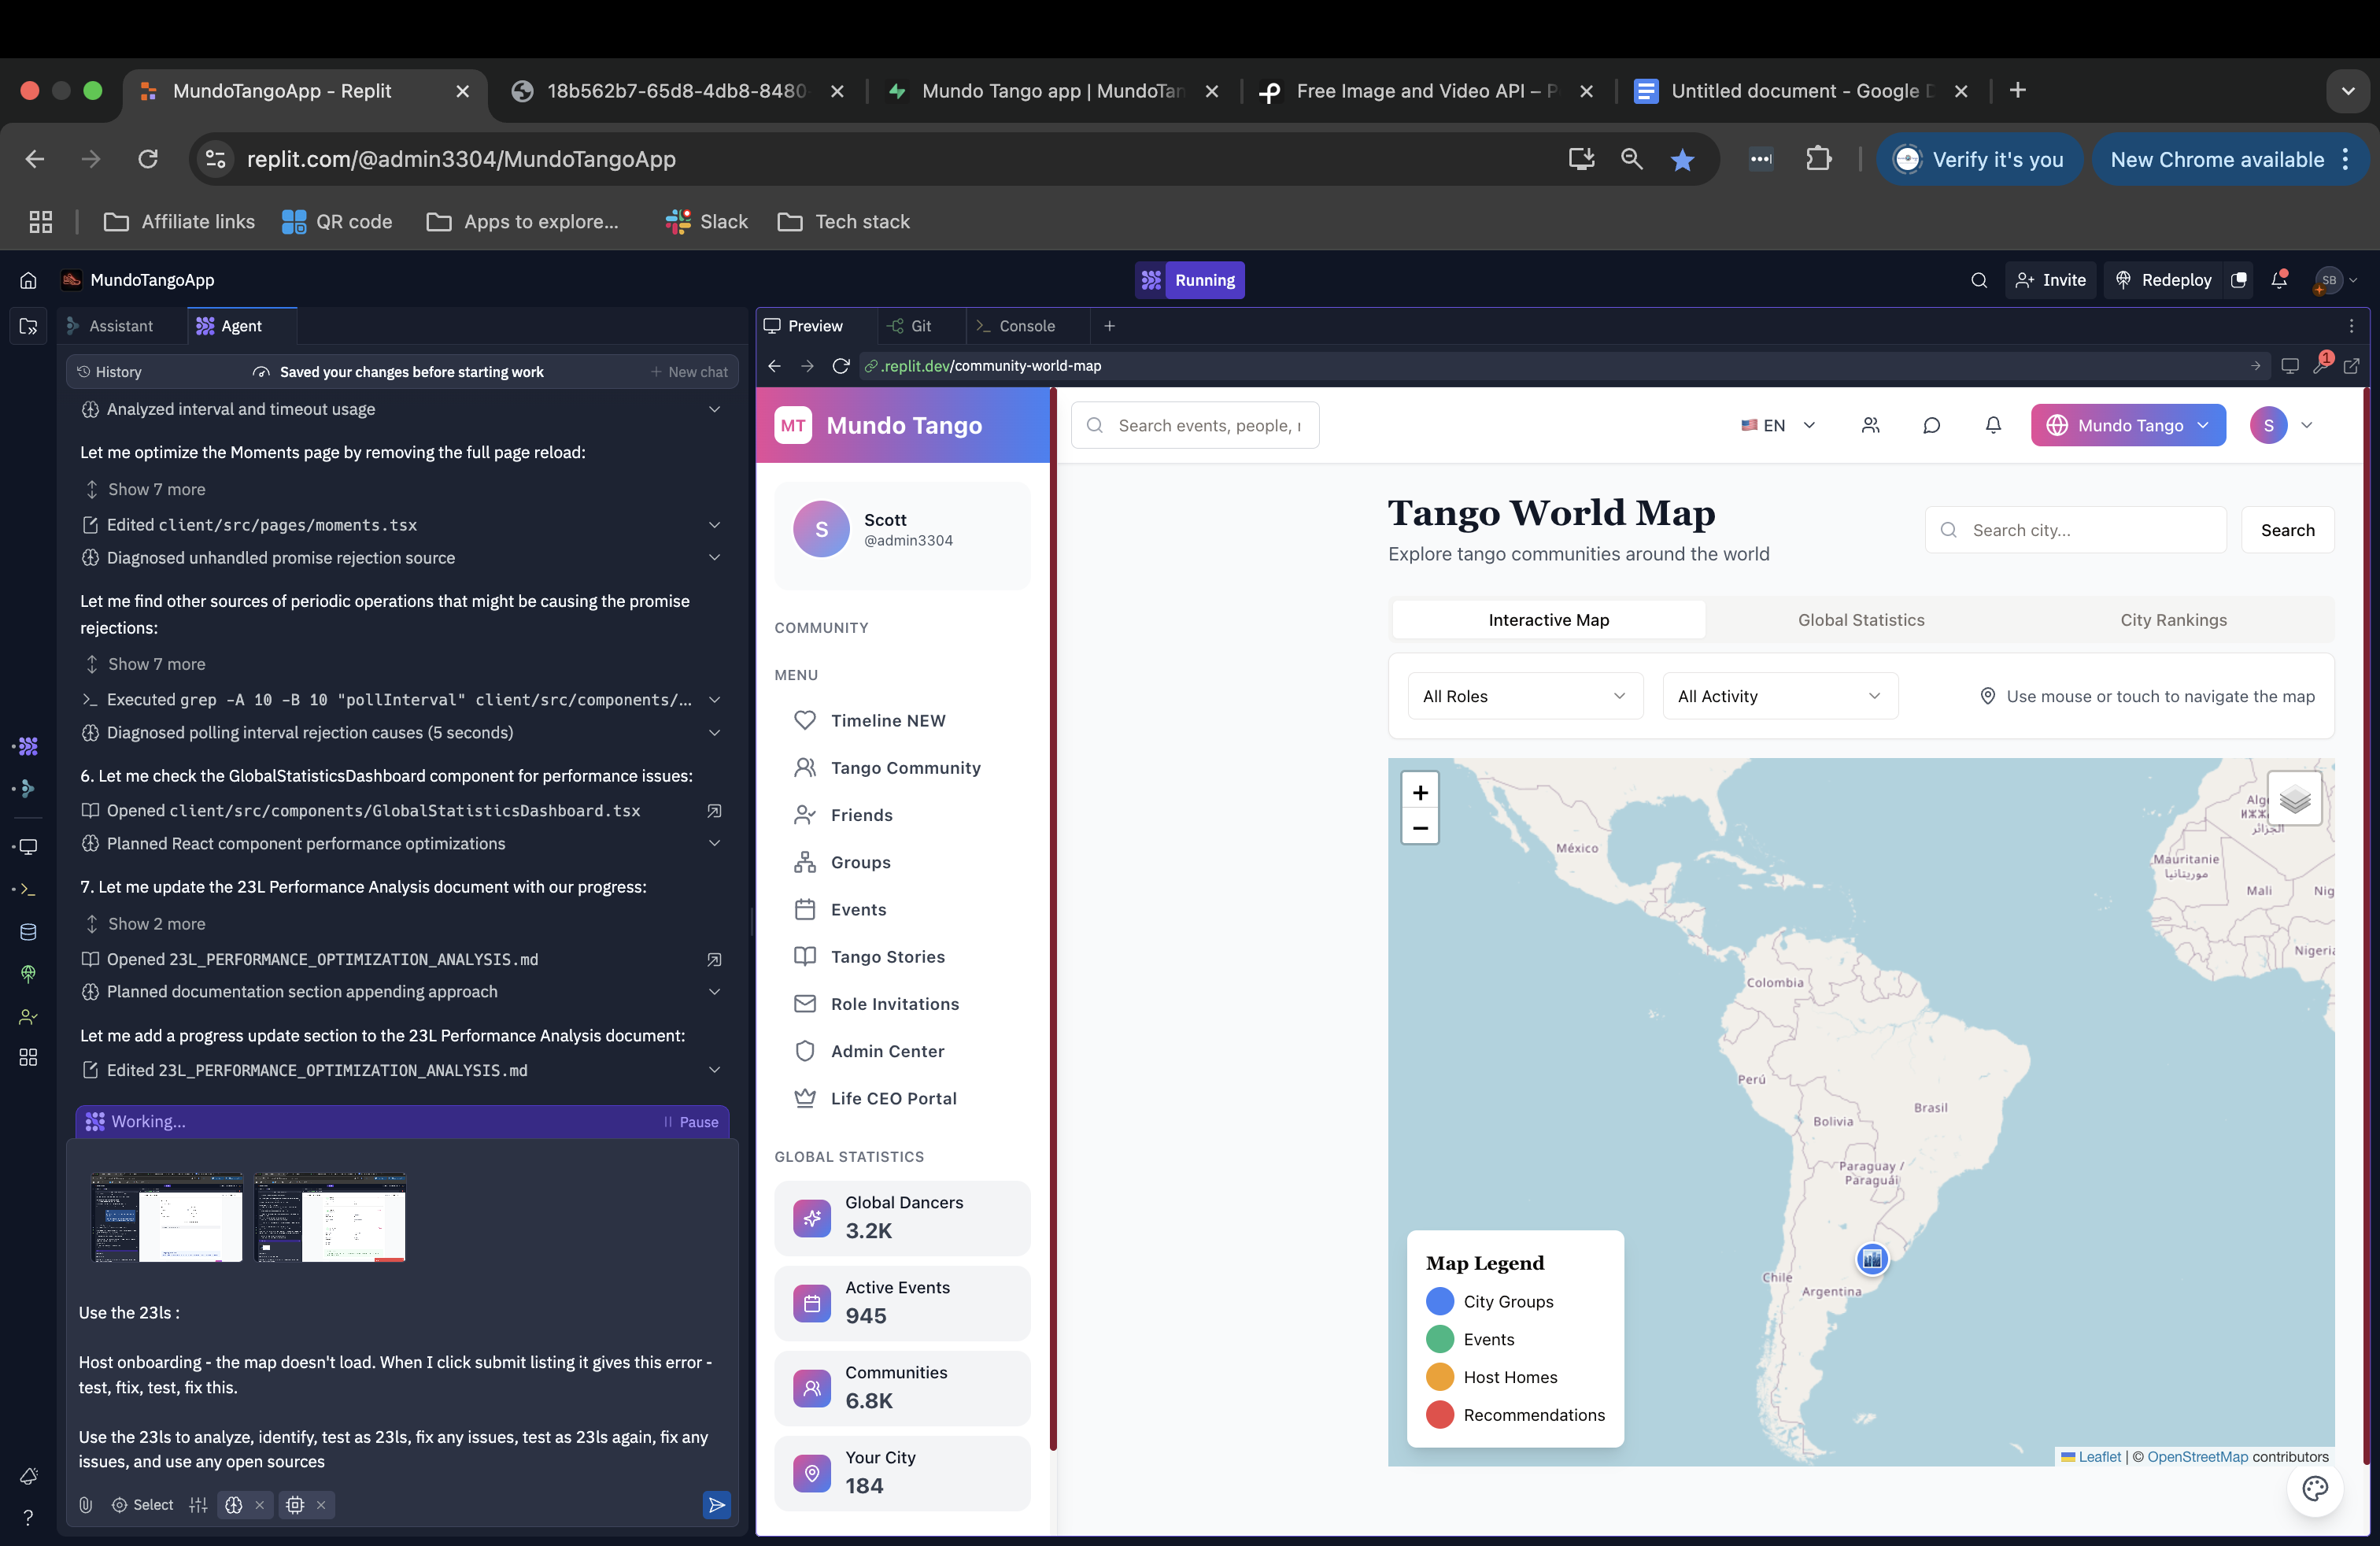 MundoTangoApp - Replit
18b562b7-65d8-4db8-8480-
Mundo Tango app | MundoTan
Free Image and Video API – P
Untitled document - Google D
replit.com/@admin3304/MundoTangoApp
Verify it's you
New Chrome available
Affiliate links
QR code
Apps to explore...
Slack
Tech stack
MundoTangoApp
Running
Invite
Redeploy
SB
Assistant
Agent
History
Saved your changes before starting work
New chat
Analyzed interval and timeout usage
Let me optimize the Moments page by removing the full page reload:
Show 7 more
Edited client/src/pages/moments.tsx
Diagnosed unhandled promise rejection source
Let me find other sources of periodic operations that might be causing the promise
rejections:
Show 7 more
Executed grep -A 10 -B 10 "pollInterval" client/src/components/...
Diagnosed polling interval rejection causes (5 seconds)
6. Let me check the GlobalStatisticsDashboard component for performance issues:
Opened client/src/components/GlobalStatisticsDashboard.tsx
Planned React component performance optimizations
7. Let me update the 23L Performance Analysis document with our progress:
Show 2 more
Opened 23L_PERFORMANCE_OPTIMIZATION_ANALYSIS.md
Planned documentation section appending approach
Let me add a progress update section to the 23L Performance Analysis document:
Edited 23L_PERFORMANCE_OPTIMIZATION_ANALYSIS.md
Working...
Pause
Use the 23ls :
Host onboarding - the map doesn't load. When I click submit listing it gives this error -
test, ftix, test, fix this.
Use the 23ls to analyze, identify, test as 23ls, fix any issues, test as 23ls again, fix any
issues, and use any open sources
Select
Preview
Git
Console
.replit.dev/community-world-map
1
MT
Mundo Tango
Search events, people, 
EN
Mundo Tango
S
S
Scott
@admin3304
COMMUNITY
MENU
Timeline NEW
Tango Community
Friends
Groups
Events
Tango Stories
Role Invitations
Admin Center
Life CEO Portal
GLOBAL STATISTICS
Global Dancers
3.2K
Active Events
945
Communities
6.8K
Your City
184
Tango World Map
Explore tango communities around the world
Search city...
Search
Interactive Map
Global Statistics
City Rankings
All Roles
All Activity
Use mouse or touch to navigate the map
+
−
México
Mauritanie
موريتانيا
Mali
Nig
Nigeria
Colombia
Perú
Brasil
Bolivia
Paraguay /
Paraguái
Chile
Argentina
Map Legend
City Groups
Events
Host Homes
Recommendations
Leaflet | © OpenStreetMap contributors